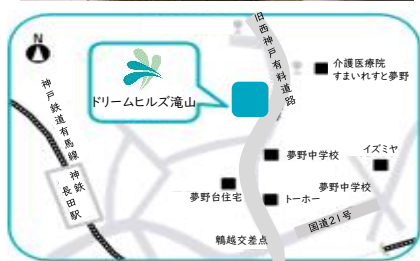 N
旧西神戸有料道路
介護医療院
すまいれすと夢野
ドリームヒルズ滝山
神戸鉄道有馬線
神鉄
長田駅
夢野中学校
イズミヤ
夢野台住宅
トーホー
夢野中学校
国道21号
鵯越交差点